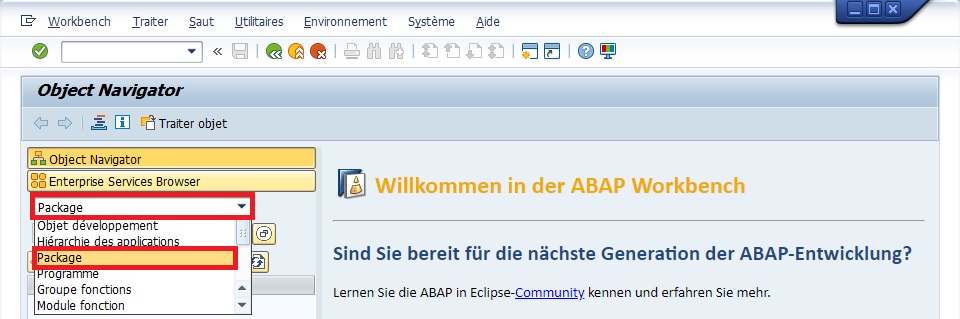 Workbench Traiter Saut Utilitaires Environnement Système Aide
Object Navigator
Traiter objet
Object Navigator
Enterprise Services Browser
Package
Objet développement
Hiérarchie des applications
Package
Programme
Groupe fonctions
Module fonction
Willkommen in der ABAP Workbench
Sind Sie bereit für die nächste Generation der ABAP-Entwicklung?
Lernen Sie die ABAP in Eclipse-Community kennen und erfahren Sie mehr.